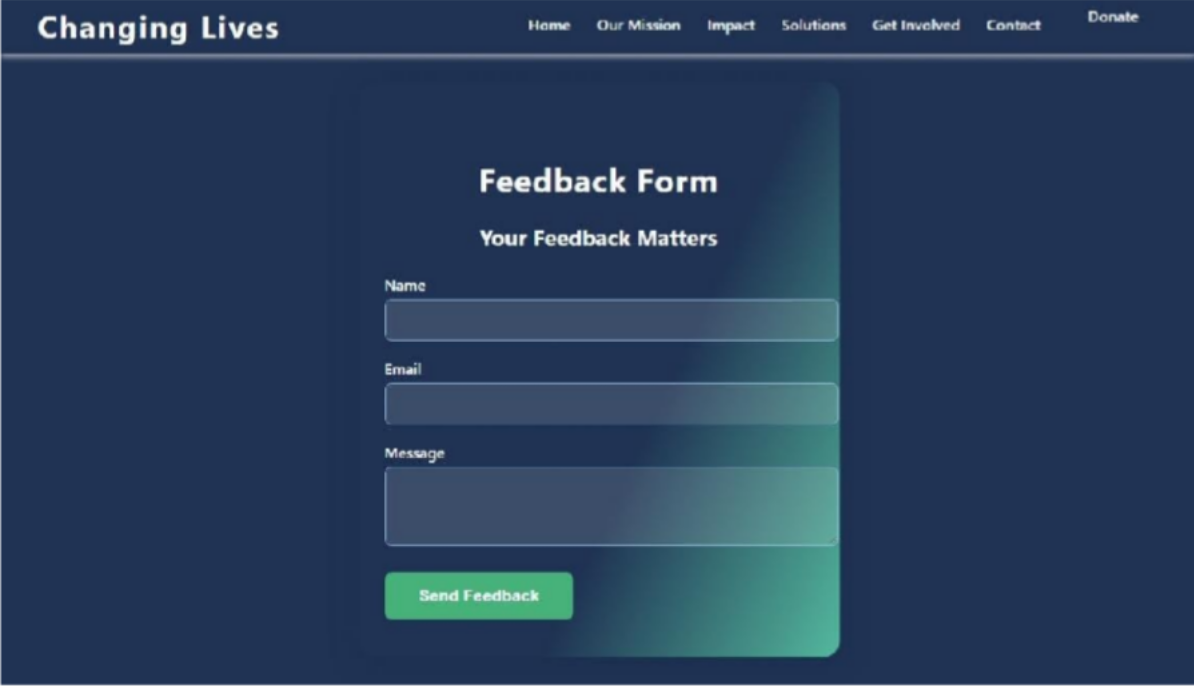 Changing Lives
Home Our Mission Impact Solutions Get Involved Contact Donate
Feedback Form
Your Feedback Matters
Name
Email
Message
Send Feedback